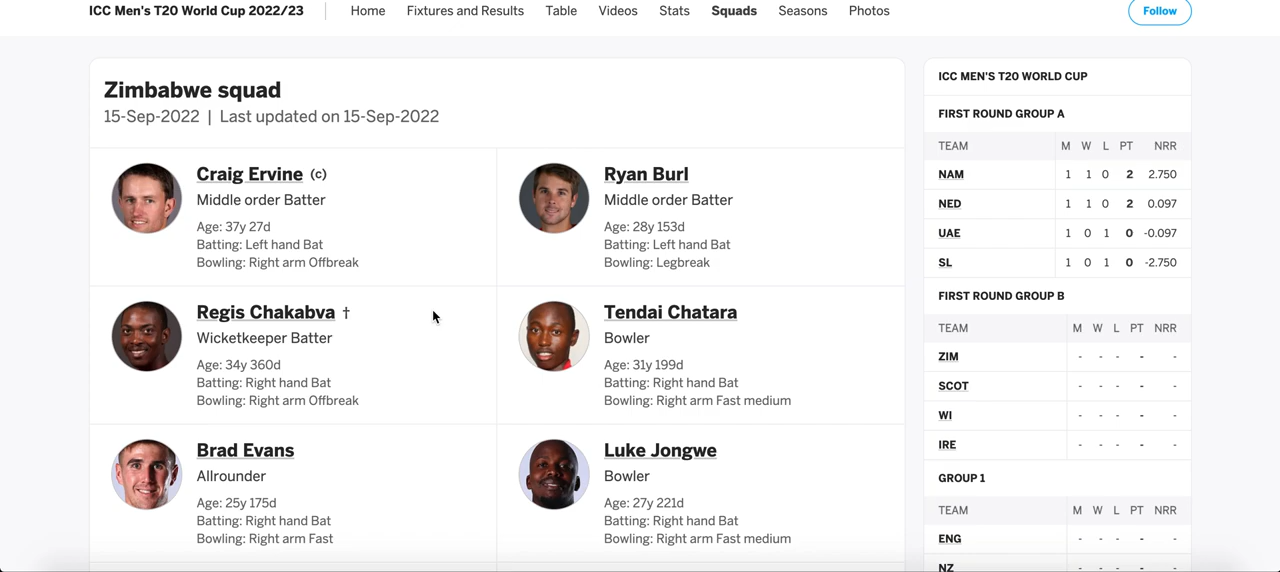 ICC Men's T20 World Cup 2022/23 Home Fixtures and Results Table Videos Stats Squads Seasons Photos Follow
Zimbabwe squad
15-Sep-2022 | Last updated on 15-Sep-2022
Craig Ervine (c)
Middle order Batter
Age: 37y 27d
Batting: Left hand Bat
Bowling: Right arm Offbreak
Ryan Burl
Middle order Batter
Age: 28y 153d
Batting: Left hand Bat
Bowling: Legbreak
Regis Chakabva †
Wicketkeeper Batter
Age: 34y 360d
Batting: Right hand Bat
Bowling: Right arm Offbreak
Tendai Chatara
Bowler
Age: 31y 199d
Batting: Right hand Bat
Bowling: Right arm Fast medium
Brad Evans
Allrounder
Age: 25y 175d
Batting: Right hand Bat
Bowling: Right arm Fast
Luke Jongwe
Bowler
Age: 27y 221d
Batting: Right hand Bat
Bowling: Right arm Fast medium
ICC MEN'S T20 WORLD CUP
FIRST ROUND GROUP A
TEAM M W L PT NRR
NAM 1 1 0 2 2.750
NED 1 1 0 2 0.097
UAE 1 0 1 0 -0.097
SL 1 0 1 0 -2.750
FIRST ROUND GROUP B
TEAM M W L PT NRR
ZIM - - - - -
SCOT - - - - -
WI - - - - -
IRE - - - - -
GROUP 1
TEAM M W L PT NRR
ENG - - - - -
NZ - - - - -